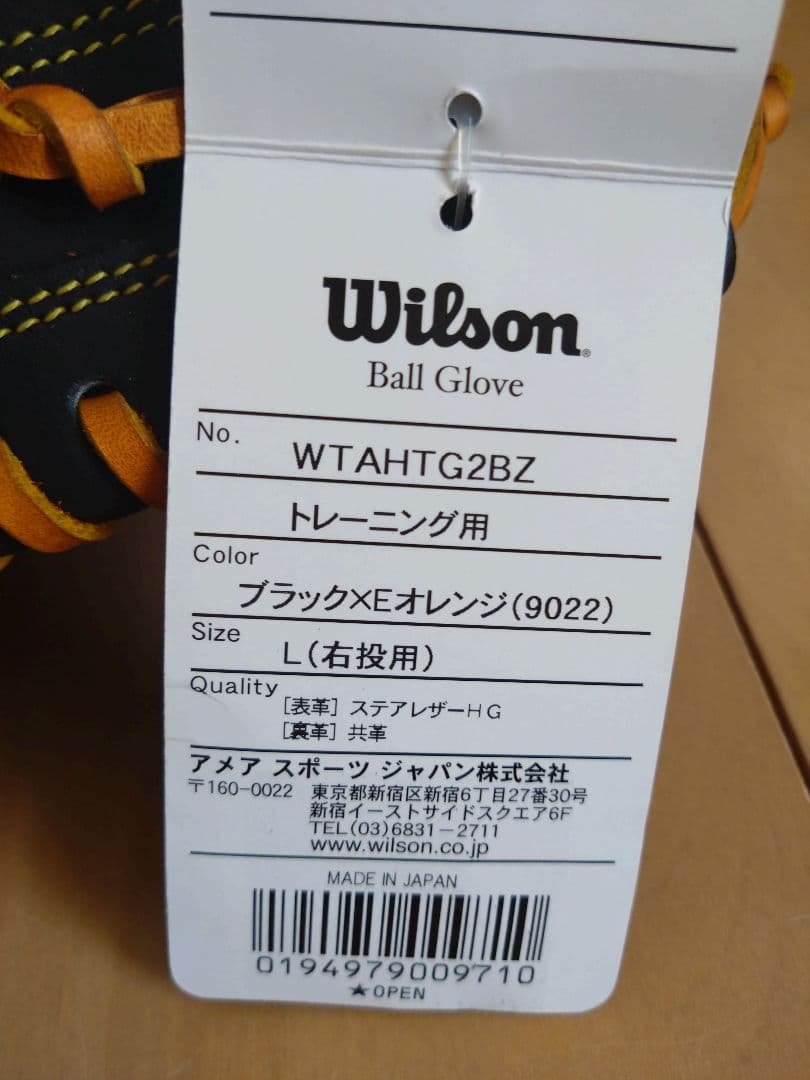 Wilson
Ball Glove
No. WTAHTG2BZ
トレーニング用
Color
ブラック×Eオレンジ(9022)
Size
L(右投用)
Quality
[表革] ステアレザーHG
[裏革] 共革
アメア スポーツ ジャパン株式会社
〒160-0022 東京都新宿区新宿6丁目27番30号
新宿イーストサイドスクエア6F
TEL(03)6831-2711
www.wilson.co.jp
MADE IN JAPAN
0194979009710
★OPEN